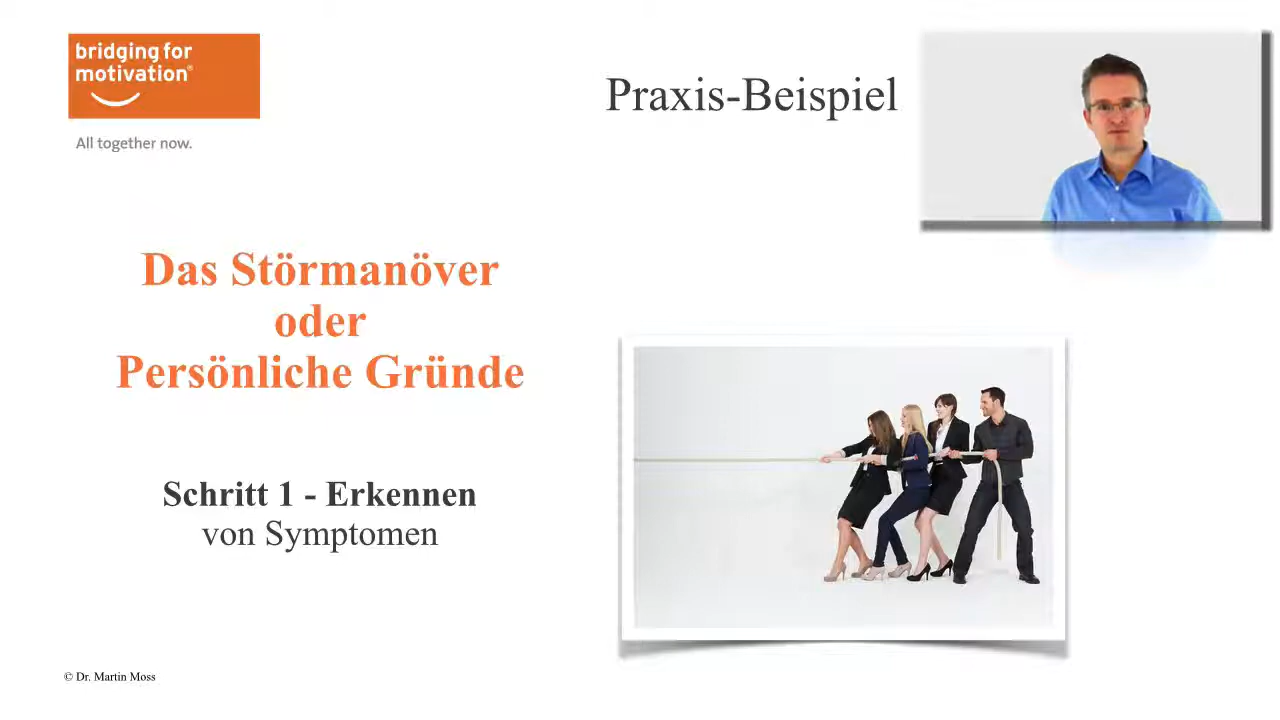 bridging for
motivation®
All together now.
Praxis-Beispiel
Das Störmanöver
oder
Persönliche Gründe
Schritt 1 - Erkennen
von Symptomen
© Dr. Martin Moss